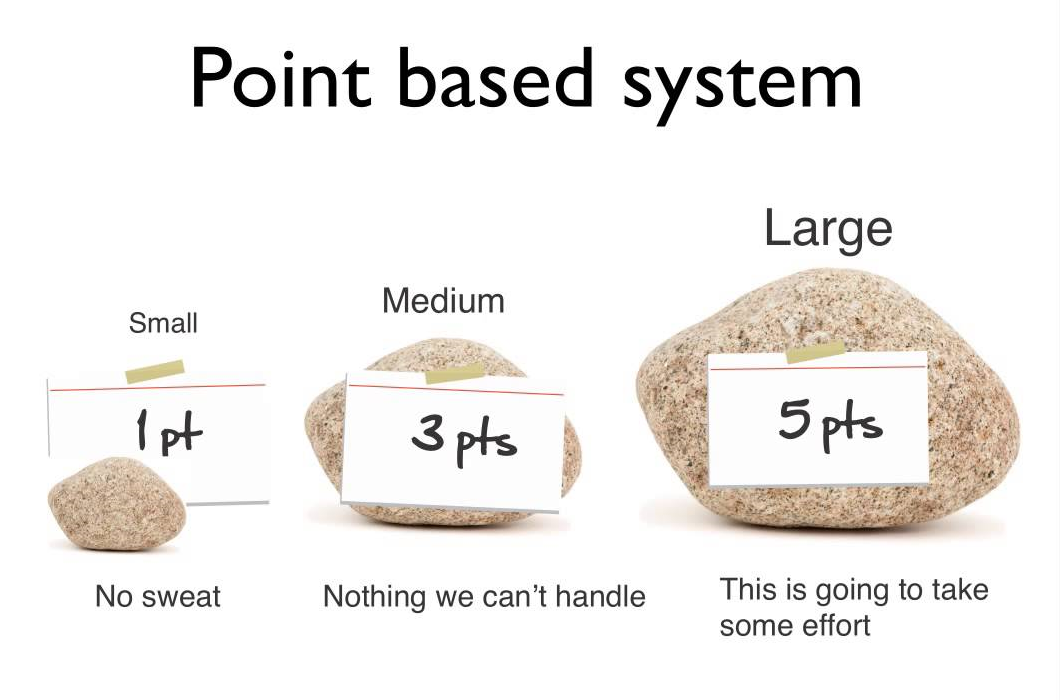 Point based system
Small
Medium
Large
1 pt
3 pts
5 pts
No sweat
Nothing we can't handle
This is going to take
some effort